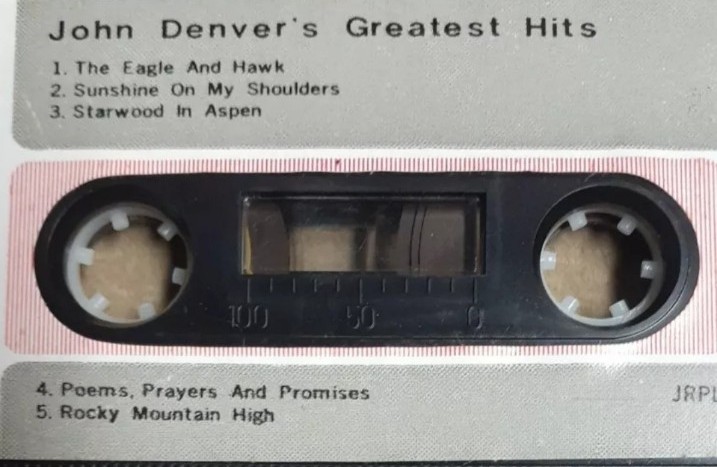 John Denver's Greatest Hits
1. The Eagle And Hawk
2. Sunshine On My Shoulders
3. Starwood In Aspen
100 50 0
4. Poems, Prayers And Promises
5. Rocky Mountain High